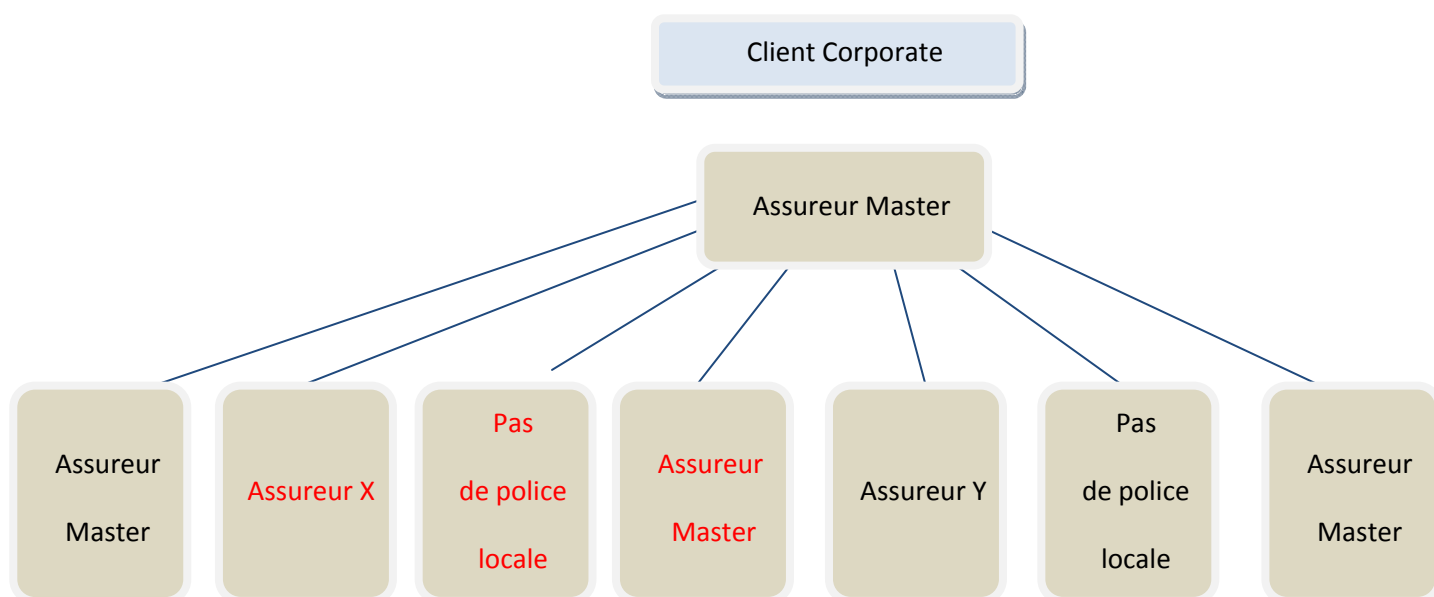 Client Corporate
Assureur Master
Assureur
Master
Assureur X
Pas
de police
locale
Assureur
Master
Assureur Y
Pas
de police
locale
Assureur
Master